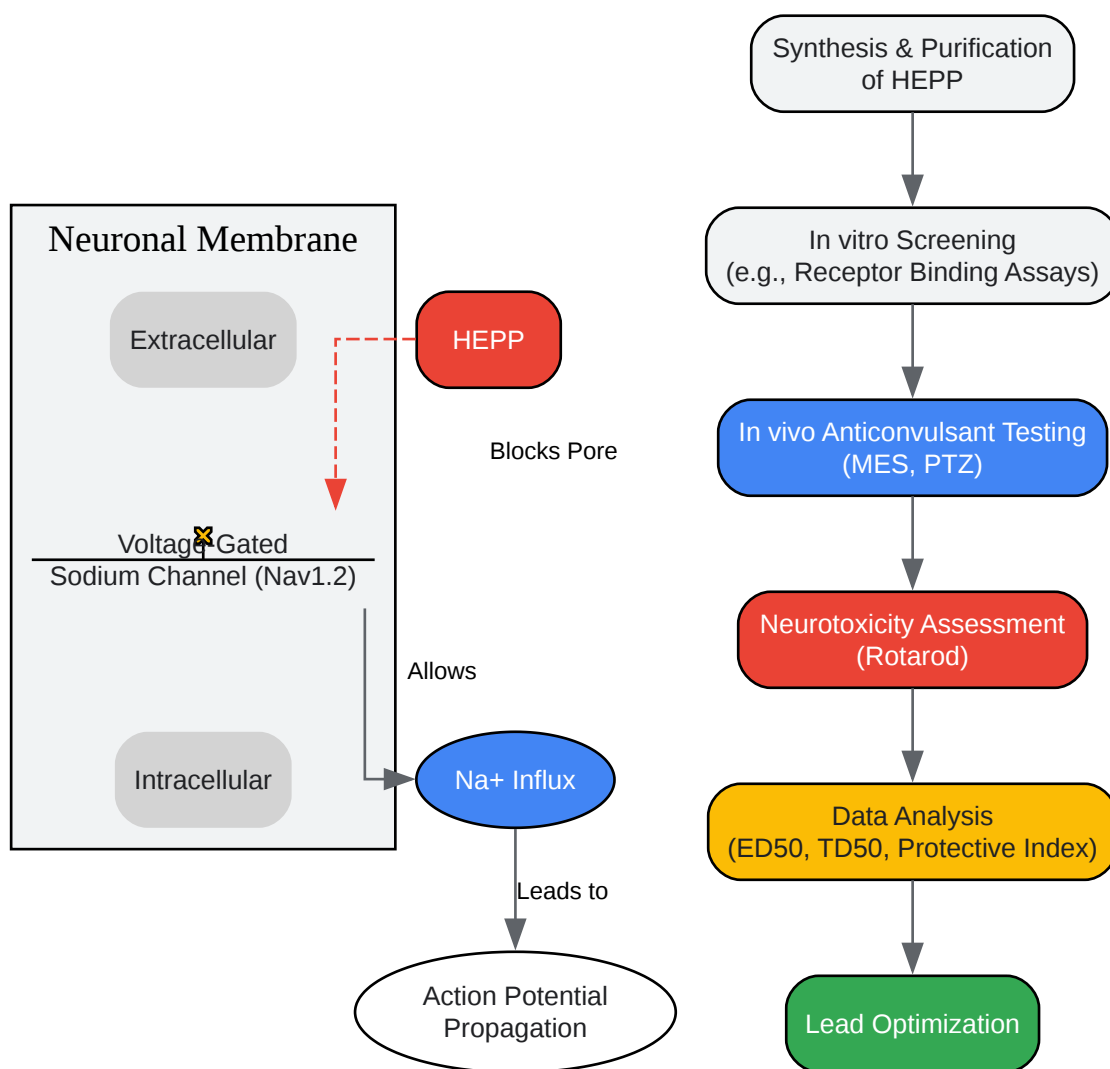 Neuronal Membrane
Extracellular
HEPP
Blocks Pore
Voltage-Gated
Sodium Channel (Nav1.2)
Allows
Intracellular
Na+ Influx
Leads to
Action Potential
Propagation
Synthesis & Purification
of HEPP
In vitro Screening
(e.g., Receptor Binding Assays)
In vivo Anticonvulsant Testing
(MES, PTZ)
Neurotoxicity Assessment
(Rotarod)
Data Analysis
(ED50, TD50, Protective Index)
Lead Optimization